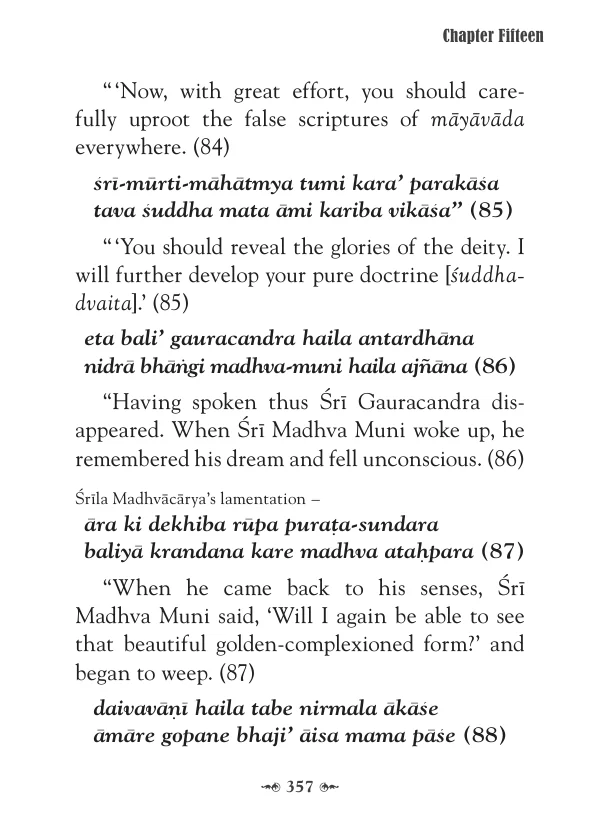 Chapter Fifteen
“ ‘Now, with great effort, you should care-
fully uproot the false scriptures of māyāvāda
everywhere. (84)
śrī-mūrti-māhātmya tumi kara’ parakāśa
tava śuddha mata āmi kariba vikāśa” (85)
“ ‘You should reveal the glories of the deity. I
will further develop your pure doctrine [śuddha-
dvaita].’ (85)
eta bali’ gauracandra haila antardhāna
nidrā bhāṅgi madhva-muni haila ajñāna (86)
“Having spoken thus Śrī Gauracandra dis-
appeared. When Śrī Madhva Muni woke up, he
remembered his dream and fell unconscious. (86)
Śrīla Madhvācārya’s lamentation –
āra ki dekhiba rūpa puraṭa-sundara
baliyā krandana kare madhva ataḥpara (87)
“When he came back to his senses, Śrī
Madhva Muni said, ‘Will I again be able to see
that beautiful golden-complexioned form?’ and
began to weep. (87)
daivavāṇī haila tabe nirmala ākāśe
āmāre gopane bhaji’ āisa mama pāśe (88)
357